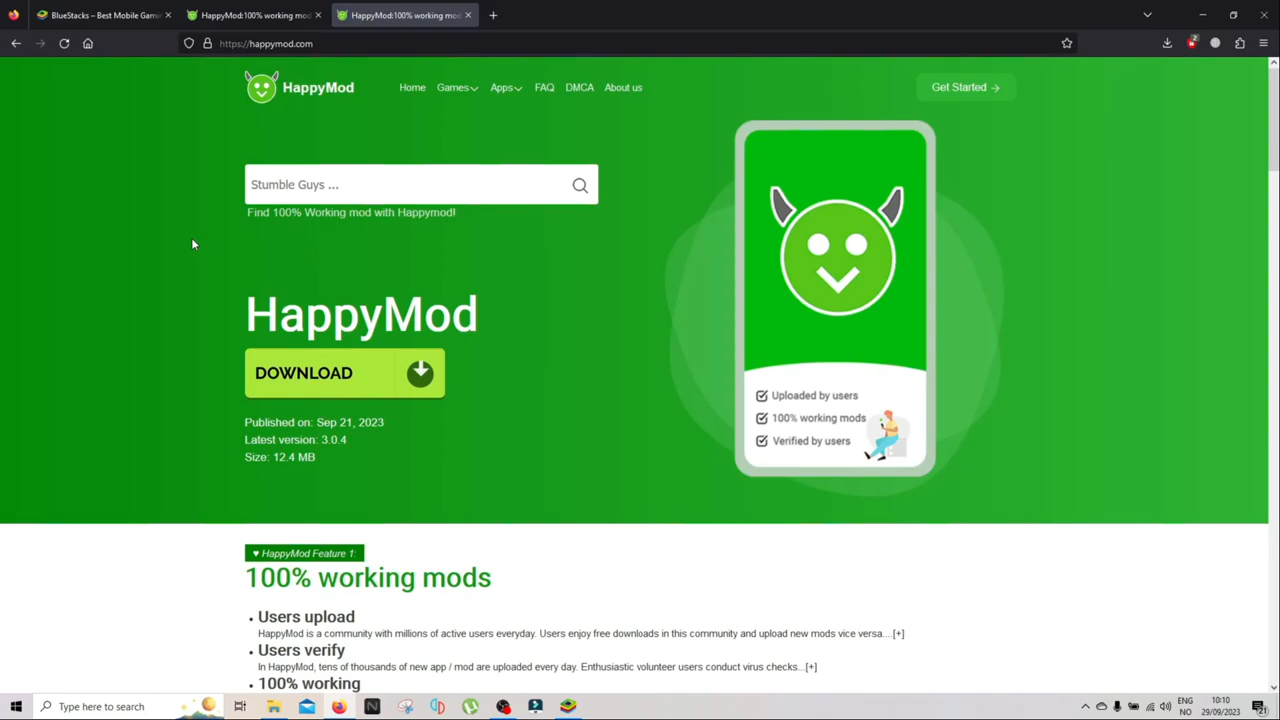 BlueStacks – Best Mobile Gami
HappyMod:100% working mod
HappyMod:100% working mod
https://happymod.com
2
HappyMod
Home
Games
Apps
FAQ
DMCA
About us
Get Started →
Stumble Guys ...
Find 100% Working mod with Happymod!
HappyMod
DOWNLOAD
Published on: Sep 21, 2023
Latest version: 3.0.4
Size: 12.4 MB
Uploaded by users
100% working mods
Verified by users
♥ HappyMod Feature 1:
100% working mods
Users upload
HappyMod is a community with millions of active users everyday. Users enjoy free downloads in this community and upload new mods vice versa....[+]
Users verify
In HappyMod, tens of thousands of new app / mod are uploaded every day. Enthusiastic volunteer users conduct virus checks...[+]
100% working
Type here to search
ENG
NO
10:10
29/09/2023
21